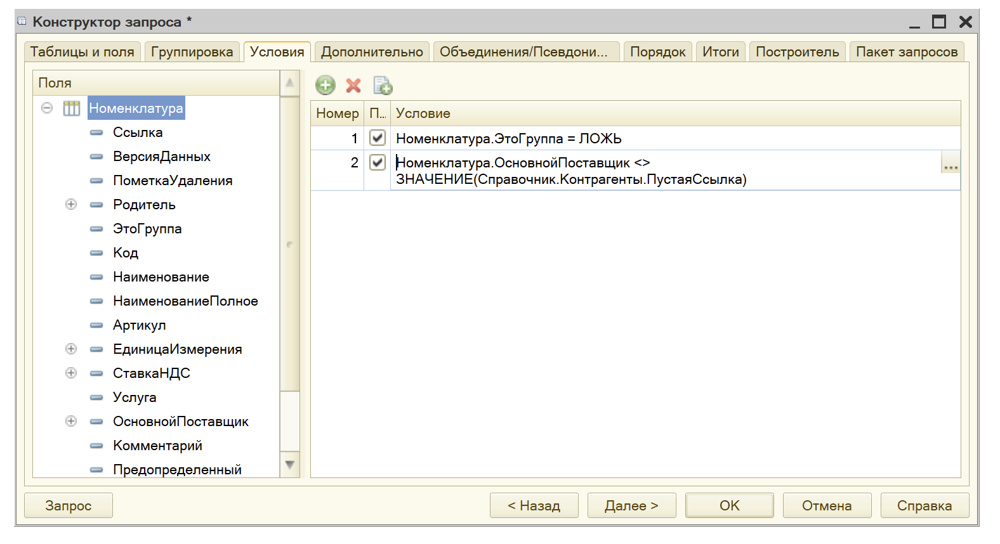 Конструктор запроса *
Таблицы и поля
Группировка
Условия
Дополнительно
Объединения/Псевдони...
Порядок
Итоги
Построитель
Пакет запросов
Поля
Номенклатура
Ссылка
ВерсияДанных
ПометкаУдаления
Родитель
ЭтоГруппа
Код
Наименование
НаименованиеПолное
Артикул
ЕдиницаИзмерения
СтавкаНДС
Услуга
ОсновнойПоставщик
Комментарий
Предопределенный
Номер П... Условие
1 Номенклатура.ЭтоГруппа = ЛОЖЬ
2 Номенклатура.ОсновнойПоставщик <>
ЗНАЧЕНИЕ(Справочник.Контрагенты.ПустаяСсылка)
...
Запрос
< Назад
Далее >
ОК
Отмена
Справка